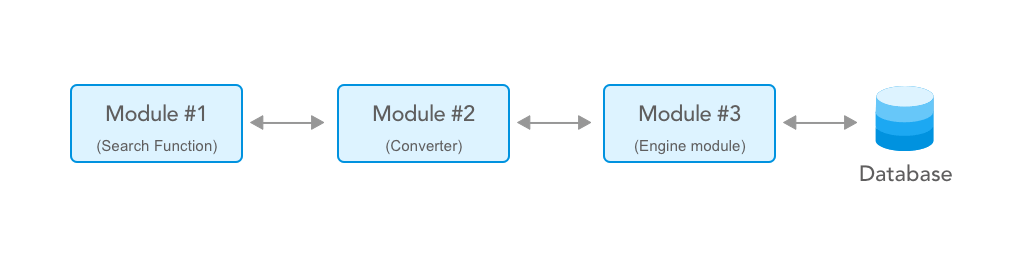 Module #1
(Search Function)
Module #2
(Converter)
Module #3
(Engine module)
Database